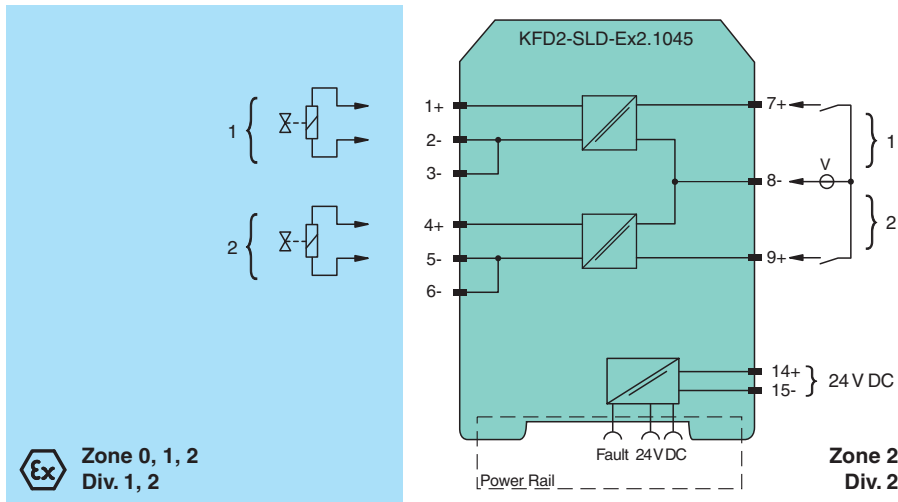 KFD2-SLD-Ex2.1045
1
1+
2-
3-
7+
1
V
8-
2
4+
5-
6-
2
9+
14+
15-
24 V DC
Fault 24 V DC
Power Rail
Ex
Zone 0, 1, 2
Div. 1, 2
Zone 2
Div. 2